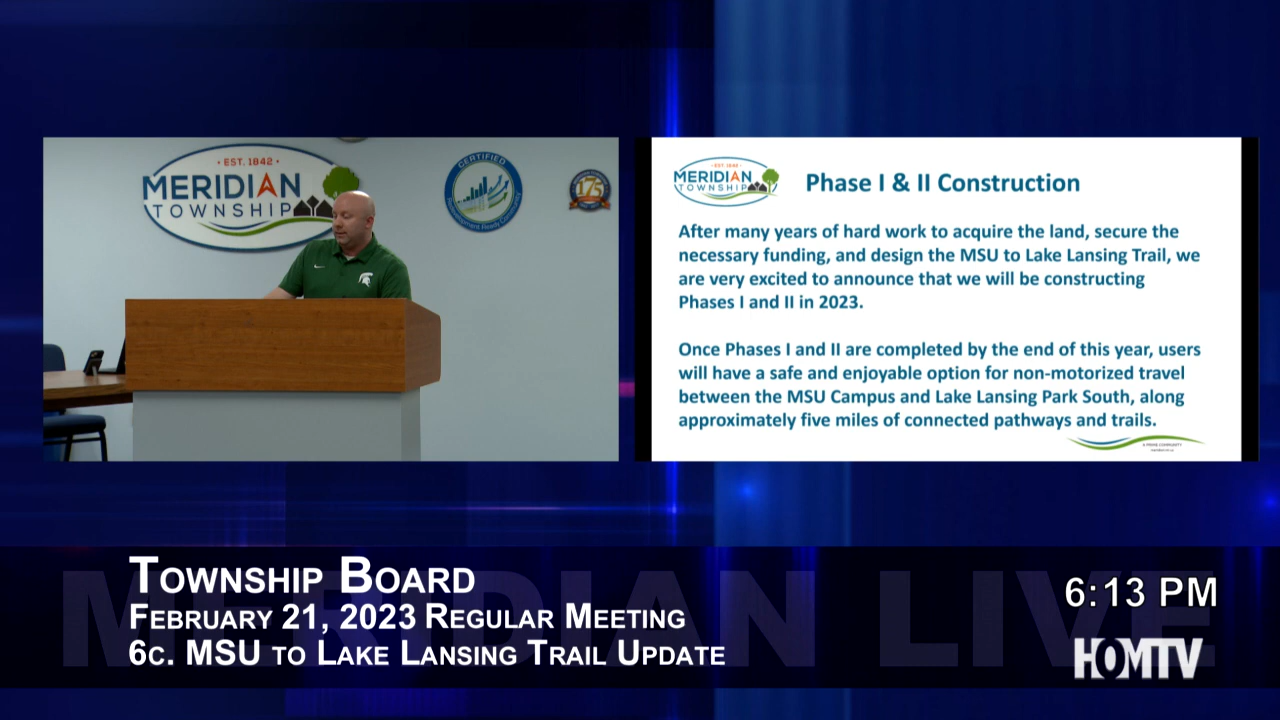 EST. 1842
MERIDIAN
TOWNSHIP
CERTIFIED
Redevelopment Ready Community
175
MERIDIAN
TOWNSHIP
Phase I & II Construction
After many years of hard work to acquire the land, secure the
necessary funding, and design the MSU to Lake Lansing Trail, we
are very excited to announce that we will be constructing
Phases I and II in 2023.
Once Phases I and II are completed by the end of this year, users
will have a safe and enjoyable option for non-motorized travel
between the MSU Campus and Lake Lansing Park South, along
approximately five miles of connected pathways and trails.
A PRIME COMMUNITY
MERIDIAN LIVE
Township Board
February 21, 2023 Regular Meeting
6c. MSU to Lake Lansing Trail Update
6:13 PM
HOMTV